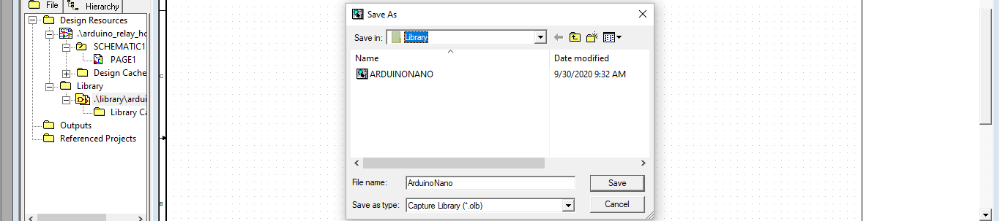 File
Hierarchy
Design Resources
.\arduino_relay_ho
SCHEMATIC1
PAGE1
Design Cache
Library
.\library\ardui
Library Ca
Outputs
Referenced Projects
C
B
Save As
Save in:
Library
Name
Date modified
ARDUINONANO
9/30/2020 9:32 AM
File name:
ArduinoNano
Save
Save as type:
Capture Library (*.olb)
Cancel